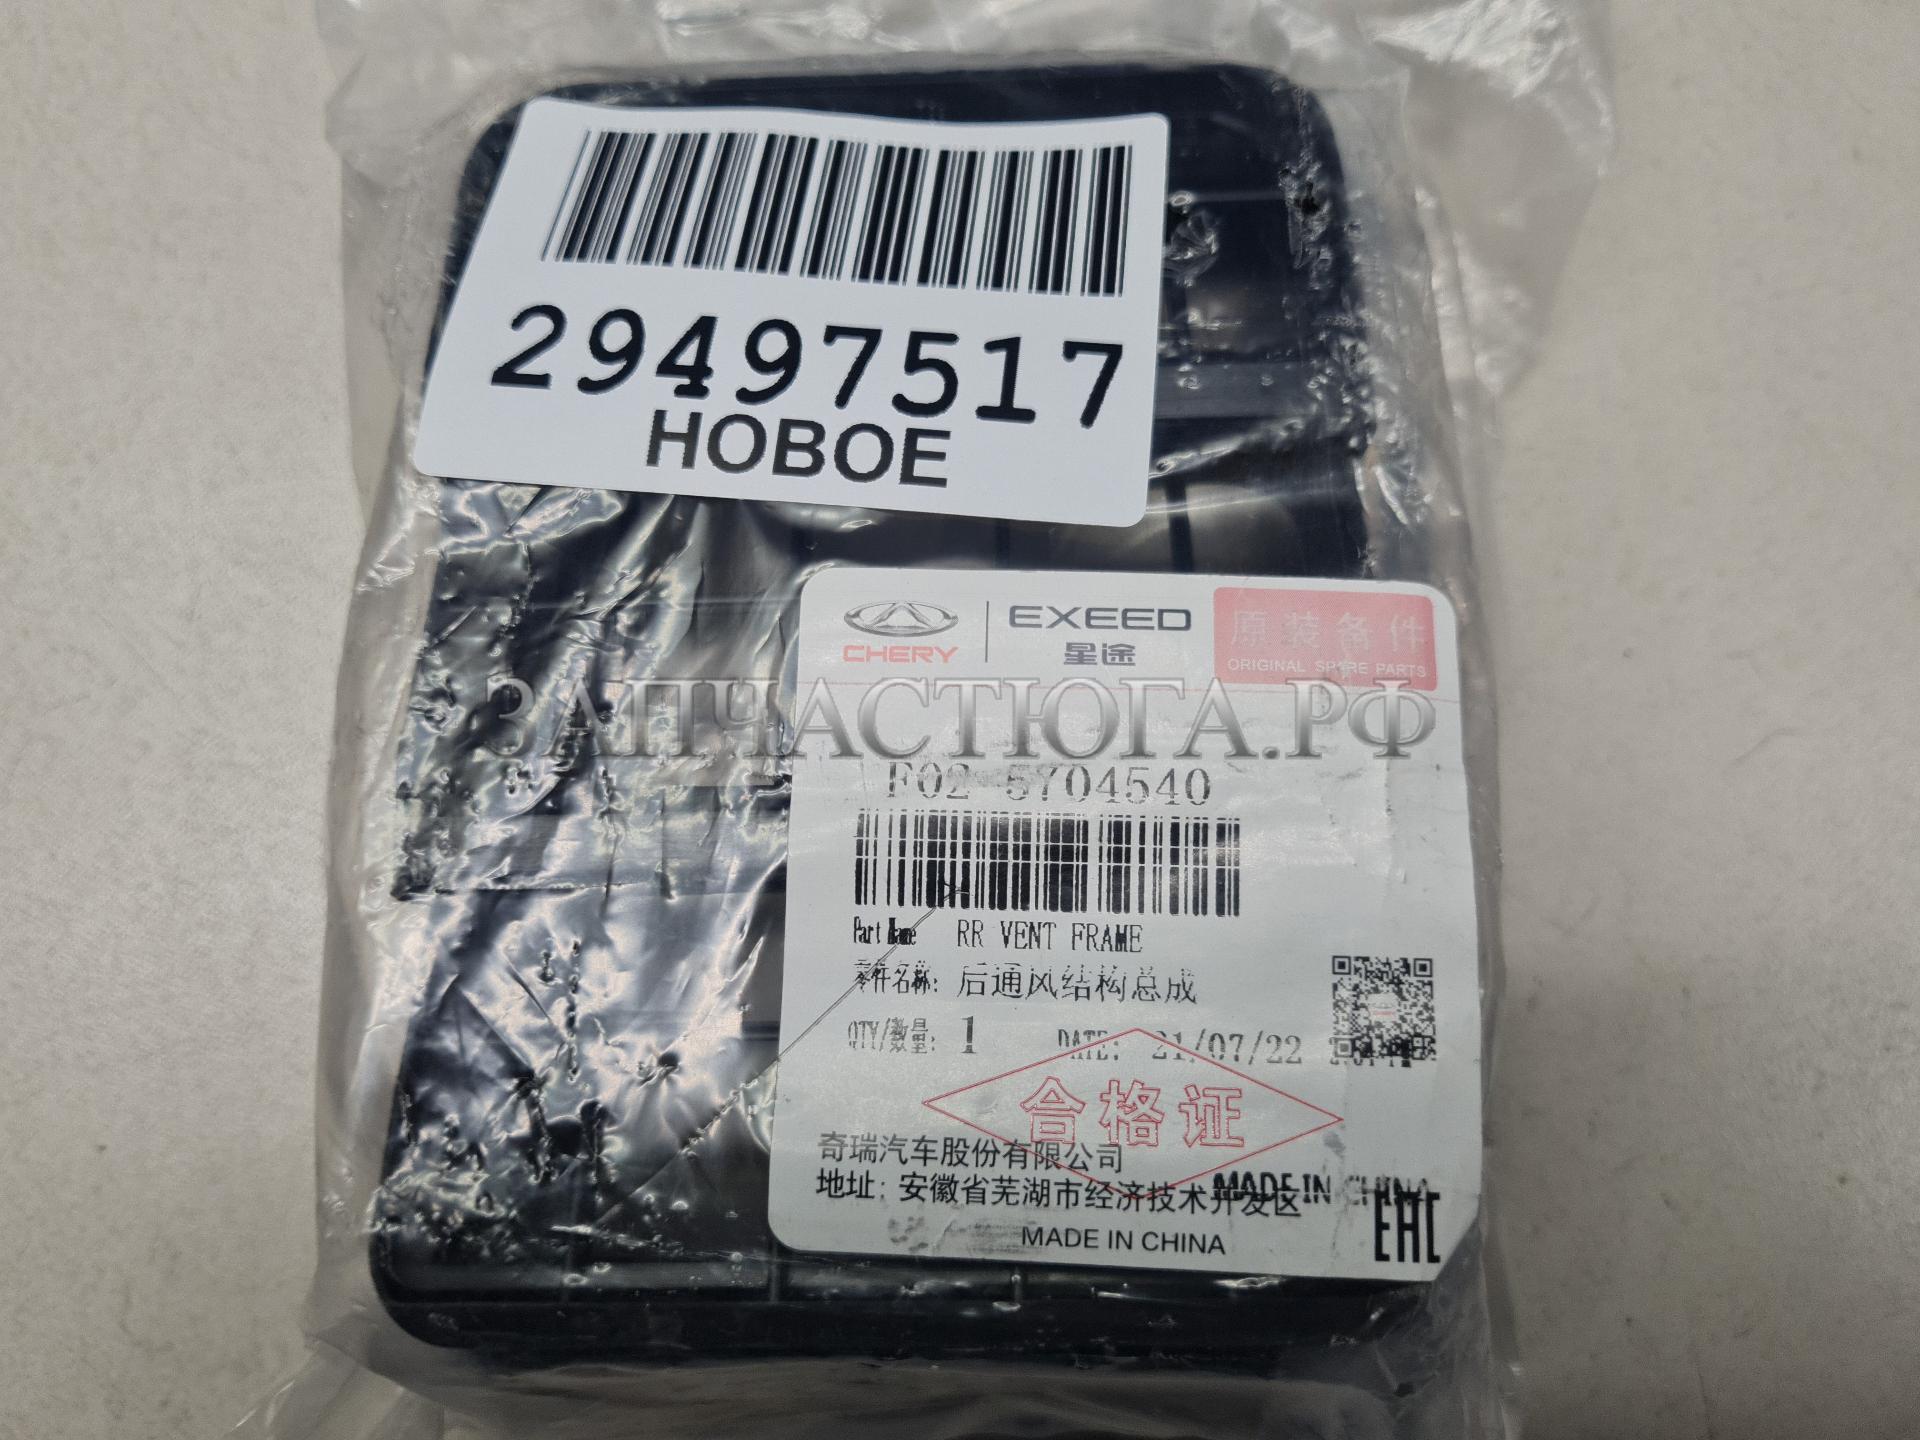 29497517
НОВОЕ
CHERY
EXEED
星途
原装备件
ORIGINAL SPARE PARTS
ЗАПЧАСТЮГА.РФ
F02-5704540
Part Name RR VENT FRAME
零件名称: 后通风结构总成
QTY/数量: 1 DATE: 21/07/22
合格证
奇瑞汽车股份有限公司
地址: 安徽省芜湖市经济技术开发区
MADE IN CHINA
EAC
MADE IN CHINA